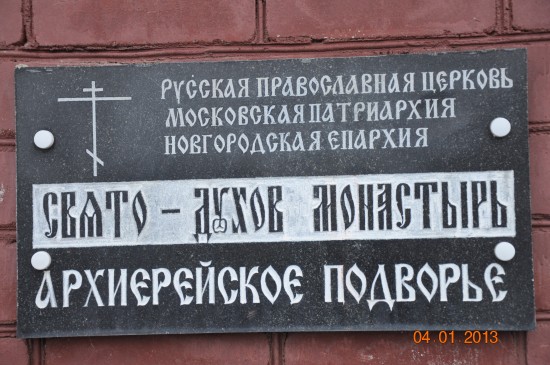 РУССКАЯ ПРАВОСЛАВНАЯ ЦЕРКОВЬ
МОСКОВСКАЯ ПАТРИАРХИЯ
НОВГОРОДСКАЯ ЕПАРХИЯ
СВЯТО - ДУХОВ МОНАСТЫРЬ
АРХИЕРЕЙСКОЕ ПОДВОРЬЕ
04 01 2013